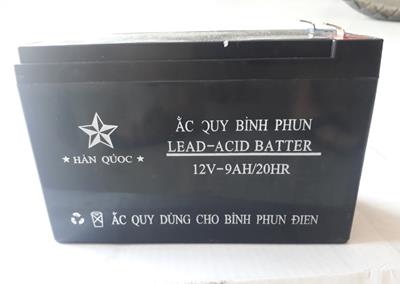 ẮC QUY BÌNH PHUN
LEAD-ACID BATTER
12V-9AH/20HR
★ HÀN QUỐC ★
ẮC QUY DÙNG CHO BÌNH PHUN ĐIEN